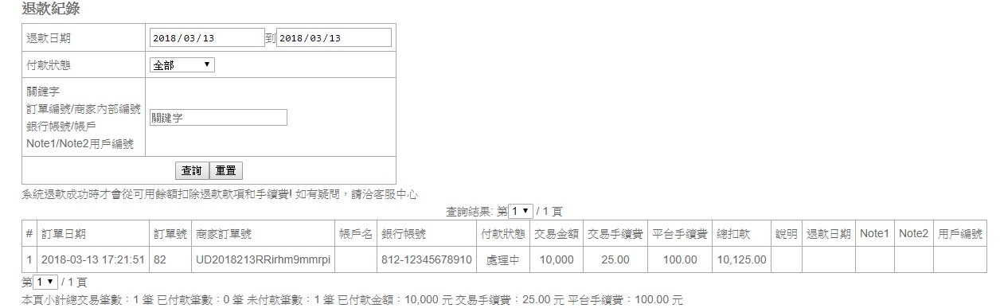 退款紀錄
退款日期 2018/03/13到2018/03/13
付款狀態 全部
關鍵字
訂單編號/商家內部編號
銀行帳號/帳戶
Note1/Note2用戶編號
關鍵字
查詢 重置
系統退款成功時才會從可用餘額扣除退款款項和手續費! 如有疑問，請洽客服中心
查詢結果: 第1 / 1 頁
# 訂單日期 訂單號 商家訂單號 帳戶名 銀行帳號 付款狀態 交易金額 交易手續費 平台手續費 總扣款 說明 退款日期 Note1 Note2 用戶編號
1 2018-03-13 17:21:51 82 UD2018213RRirhm9mmrpi 812-12345678910 處理中 10,000 25.00 100.00 10,125.00
第1 / 1 頁
本頁小計總交易筆數：1 筆 已付款筆數：0 筆 未付款筆數：1 筆 已付款金額：10,000 元 交易手續費：25.00 元 平台手續費：100.00 元